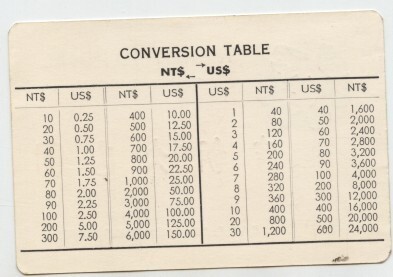 CONVERSION TABLE
NT$ ←→ US$
NT$ US$ NT$ US$ US$ NT$ US$ NT$
10 0.25 400 10.00 1 40 40 1,600
20 0.50 500 12.50 2 80 50 2,000
30 0.75 600 15.00 3 120 60 2,400
40 1.00 700 17.50 4 160 70 2,800
50 1.25 800 20.00 5 200 80 3,200
60 1.50 900 22.50 6 240 90 3,600
70 1.75 1,000 25.00 7 280 100 4,000
80 2.00 2,000 50.00 8 320 200 8,000
90 2.25 3,000 75.00 9 360 300 12,000
100 2.50 4,000 100.00 10 400 400 16,000
200 5.00 5,000 125.00 20 800 500 20,000
300 7.50 6,000 150.00 30 1,200 600 24,000